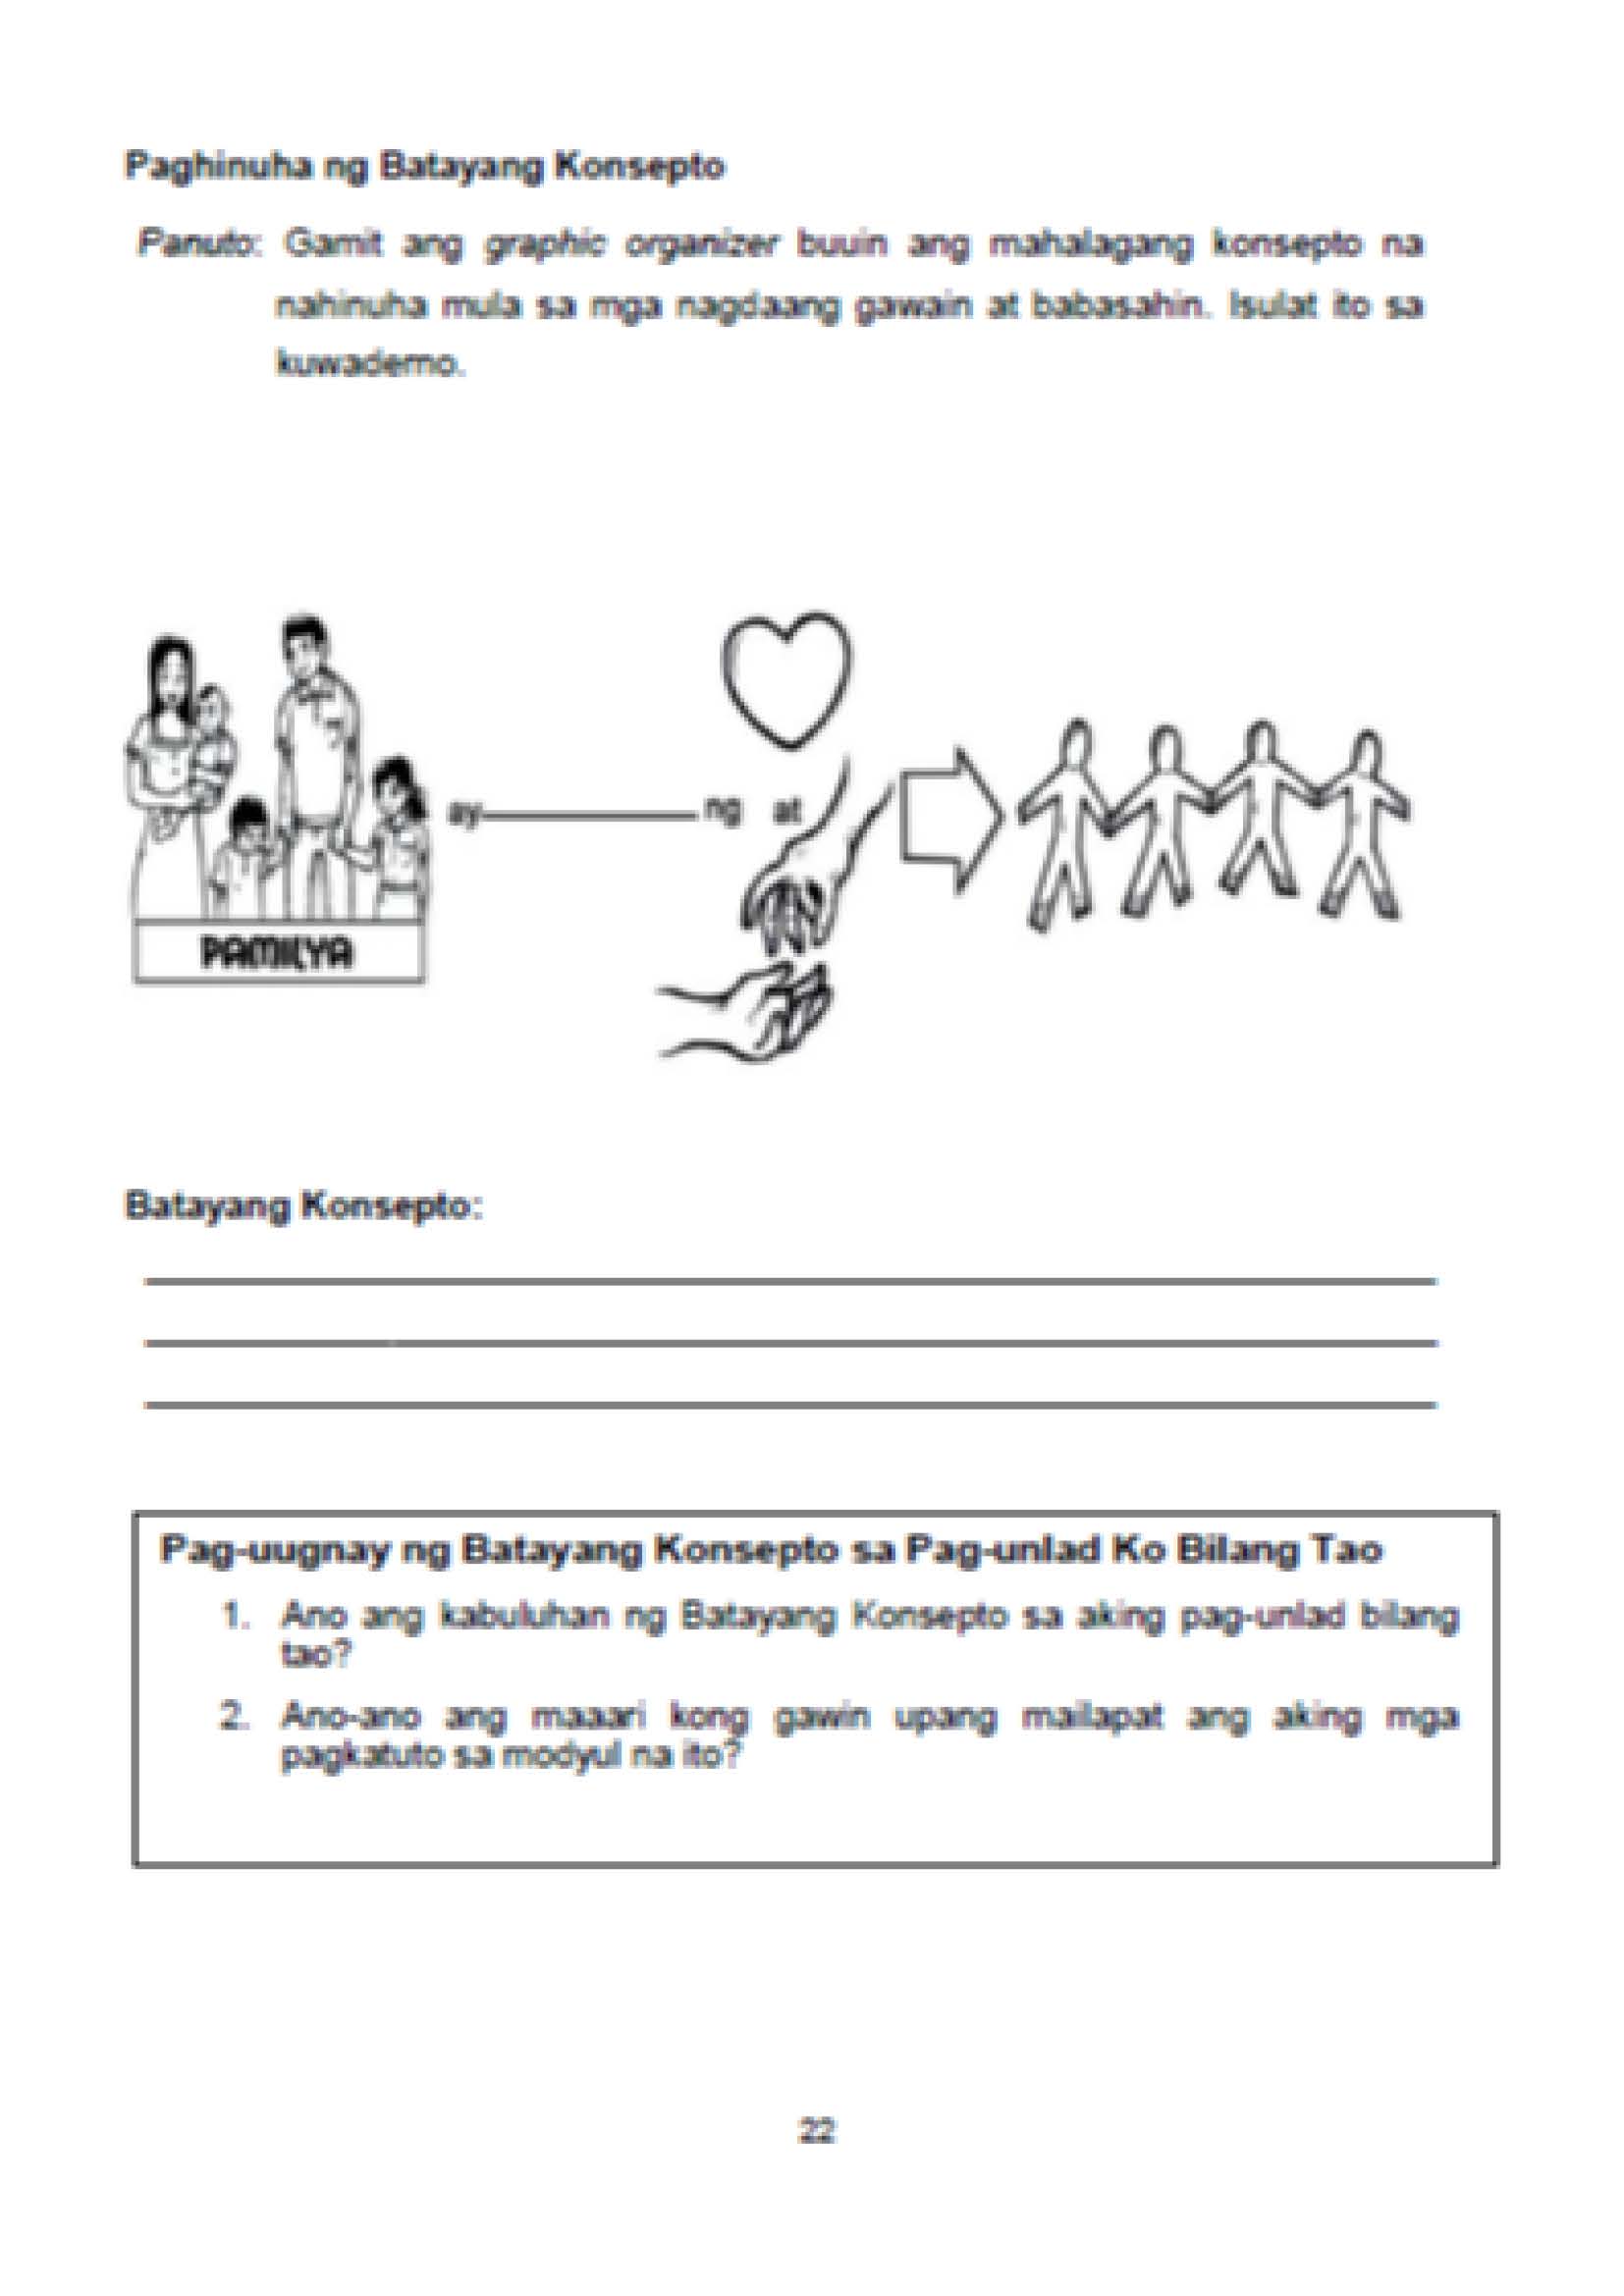 Paghinuha ng Batayang Konsepto
Panuto: Gamit ang graphic organizer buuin ang mahalagang konsepto na
nahinuha mula sa mga nagdaang gawain at babasahin. Isulat ito sa
kuwaderno.
ay____________ ng at
PAMILYA
Batayang Konsepto:
Pag-uugnay ng Batayang Konsepto sa Pag-unlad Ko Bilang Tao
1. Ano ang kabuluhan ng Batayang Konsepto sa aking pag-unlad bilang
tao?
2. Ano-ano ang maaari kong gawin upang mailapat ang aking mga
pagkatuto sa modyul na ito?
22